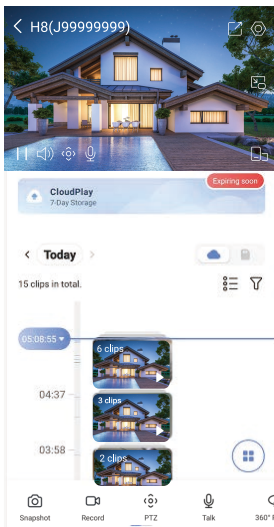 H8(J99999999)
Expiring soon
CloudPlay
7-Day Storage
Today
15 clips in total.
05:08:55
6 clips
04:37
3 clips
03:58
2 clips
Snapshot
Record
PTZ
Talk
360°